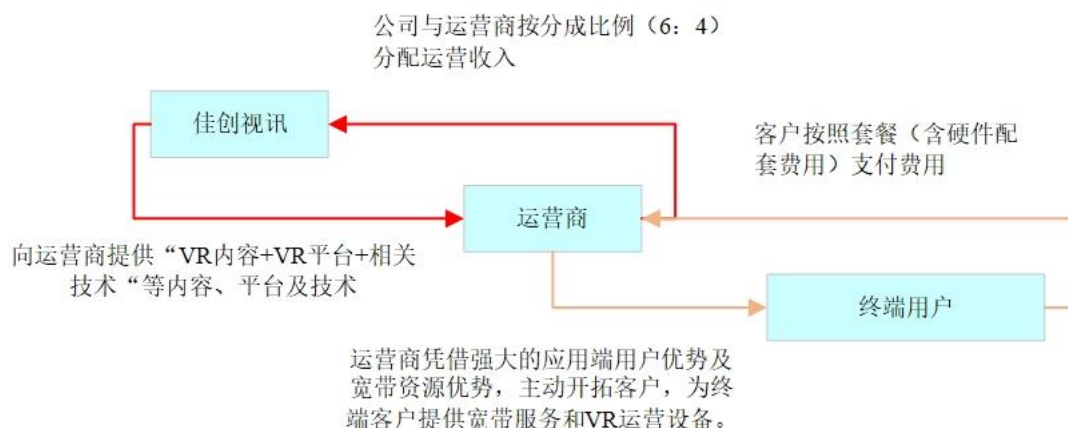 公司与运营商按分成比例（6：4）
分配运营收入
佳创视讯
客户按照套餐（含硬件配
套费用）支付费用
运营商
向运营商提供“VR内容+VR平台+相关
技术“等内容、平台及技术
终端用户
运营商凭借强大的应用端用户优势及
宽带资源优势，主动开拓客户，为终
端客户提供宽带服务和VR运营设备。